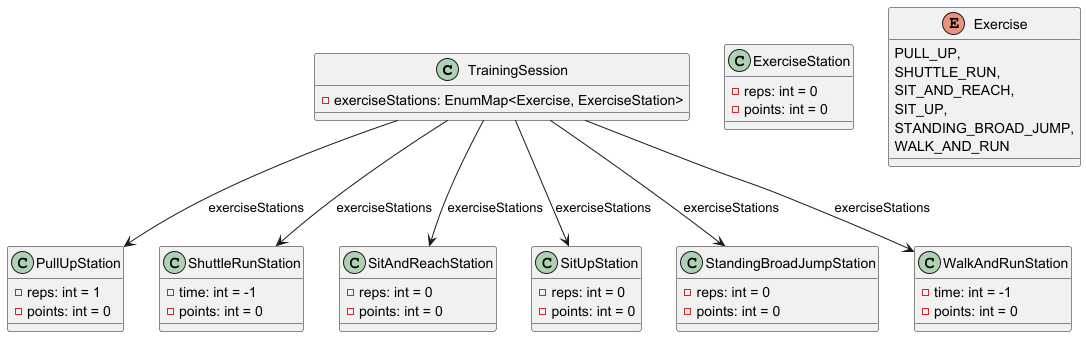 C TrainingSession
exerciseStations: EnumMap<Exercise, ExerciseStation>
C ExerciseStation
reps: int = 0
points: int = 0
E Exercise
PULL_UP,
SHUTTLE_RUN,
SIT_AND_REACH,
SIT_UP,
STANDING_BROAD_JUMP,
WALK_AND_RUN
exerciseStations
exerciseStations
exerciseStations
exerciseStations
exerciseStations
exerciseStations
C PullUpStation
reps: int = 1
points: int = 0
C ShuttleRunStation
time: int = -1
points: int = 0
C SitAndReachStation
reps: int = 0
points: int = 0
C SitUpStation
reps: int = 0
points: int = 0
C StandingBroadJumpStation
reps: int = 0
points: int = 0
C WalkAndRunStation
time: int = -1
points: int = 0